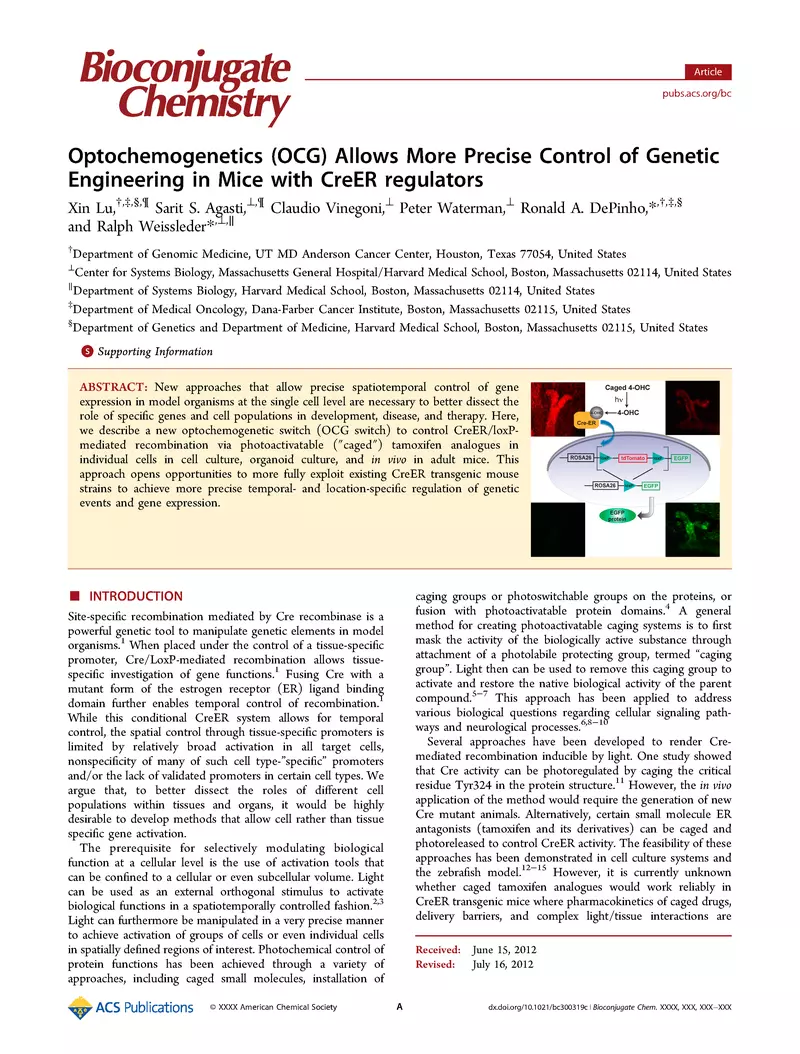 Bioconjugate
Chemistry
Article
pubs.acs.org/bc
Optochemogenetics (OCG) Allows More Precise Control of Genetic
Engineering in Mice with CreER regulators
Xin Lu,†,‡,§,¶ Sarit S. Agasti,⊥,¶ Claudio Vinegoni,⊥ Peter Waterman,⊥ Ronald A. DePinho,*,†,‡,§
and Ralph Weissleder*,⊥,∥
†Department of Genomic Medicine, UT MD Anderson Cancer Center, Houston, Texas 77054, United States
⊥Center for Systems Biology, Massachusetts General Hospital/Harvard Medical School, Boston, Massachusetts 02114, United States
∥Department of Systems Biology, Harvard Medical School, Boston, Massachusetts 02114, United States
‡Department of Medical Oncology, Dana-Farber Cancer Institute, Boston, Massachusetts 02115, United States
§Department of Genetics and Department of Medicine, Harvard Medical School, Boston, Massachusetts 02115, United States
S Supporting Information
ABSTRACT: New approaches that allow precise spatiotemporal control of gene
expression in model organisms at the single cell level are necessary to better dissect the
role of specific genes and cell populations in development, disease, and therapy. Here,
we describe a new optochemogenetic switch (OCG switch) to control CreER/loxP-
mediated recombination via photoactivatable ("caged") tamoxifen analogues in
individual cells in cell culture, organoid culture, and in vivo in adult mice. This
approach opens opportunities to more fully exploit existing CreER transgenic mouse
strains to achieve more precise temporal- and location-specific regulation of genetic
events and gene expression.
Caged 4-OHC
hν
4-OHC
Cre-ER
ROSA26
tdTomato
EGFP
ROSA26
EGFP
EGFP
protein
■ INTRODUCTION
Site-specific recombination mediated by Cre recombinase is a
powerful genetic tool to manipulate genetic elements in model
organisms.1 When placed under the control of a tissue-specific
promoter, Cre/LoxP-mediated recombination allows tissue-
specific investigation of gene functions.1 Fusing Cre with a
mutant form of the estrogen receptor (ER) ligand binding
domain further enables temporal control of recombination.1
While this conditional CreER system allows for temporal
control, the spatial control through tissue-specific promoters is
limited by relatively broad activation in all target cells,
nonspecificity of many of such cell type-"specific" promoters
and/or the lack of validated promoters in certain cell types. We
argue that, to better dissect the roles of different cell
populations within tissues and organs, it would be highly
desirable to develop methods that allow cell rather than tissue
specific gene activation.
The prerequisite for selectively modulating biological
function at a cellular level is the use of activation tools that
can be confined to a cellular or even subcellular volume. Light
can be used as an external orthogonal stimulus to activate
biological functions in a spatiotemporally controlled fashion.2,3
Light can furthermore be manipulated in a very precise manner
to achieve activation of groups of cells or even individual cells
in spatially defined regions of interest. Photochemical control of
protein functions has been achieved through a variety of
approaches, including caged small molecules, installation of
caging groups or photoswitchable groups on the proteins, or
fusion with photoactivatable protein domains.4 A general
method for creating photoactivatable caging systems is to first
mask the activity of the biologically active substance through
attachment of a photolabile protecting group, termed "caging
group". Light then can be used to remove this caging group to
activate and restore the native biological activity of the parent
compound.5−7 This approach has been applied to address
various biological questions regarding cellular signaling path-
ways and neurological processes.6,8−10
Several approaches have been developed to render Cre-
mediated recombination inducible by light. One study showed
that Cre activity can be photoregulated by caging the critical
residue Tyr324 in the protein structure.11 However, the in vivo
application of the method would require the generation of new
Cre mutant animals. Alternatively, certain small molecule ER
antagonists (tamoxifen and its derivatives) can be caged and
photoreleased to control CreER activity. The feasibility of these
approaches has been demonstrated in cell culture systems and
the zebrafish model.12−15 However, it is currently unknown
whether caged tamoxifen analogues would work reliably in
CreER transgenic mice where pharmacokinetics of caged drugs,
delivery barriers, and complex light/tissue interactions are
Received: June 15, 2012
Revised: July 16, 2012
ACS Publications
© XXXX American Chemical Society
A
dx.doi.org/10.1021/bc300319c | Bioconjugate Chem. XXXX, XXX, XXX−XXX